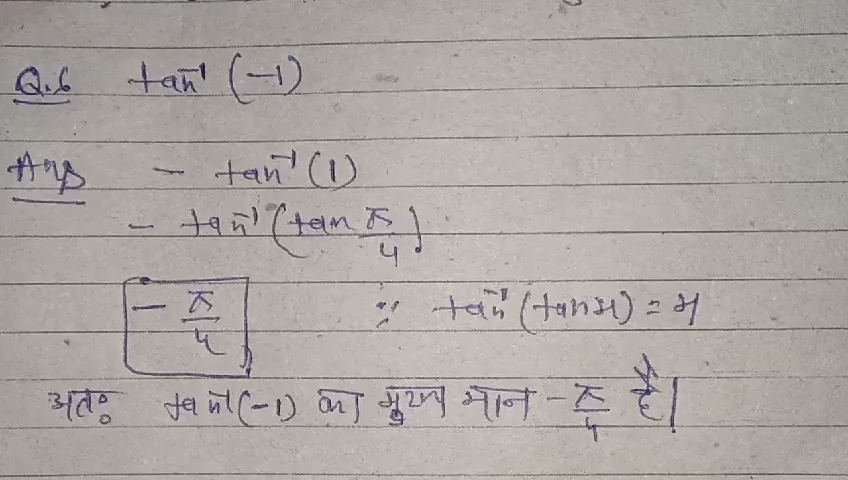 Q.6 tan⁻¹ (-1)
Ans - tan⁻¹ (1)
- tan⁻¹ (tan π/4)
- π/4 ∵ tan⁻¹ (tan x) = x
अतः tan⁻¹(-1) का मुख्य मान - π/4 है।